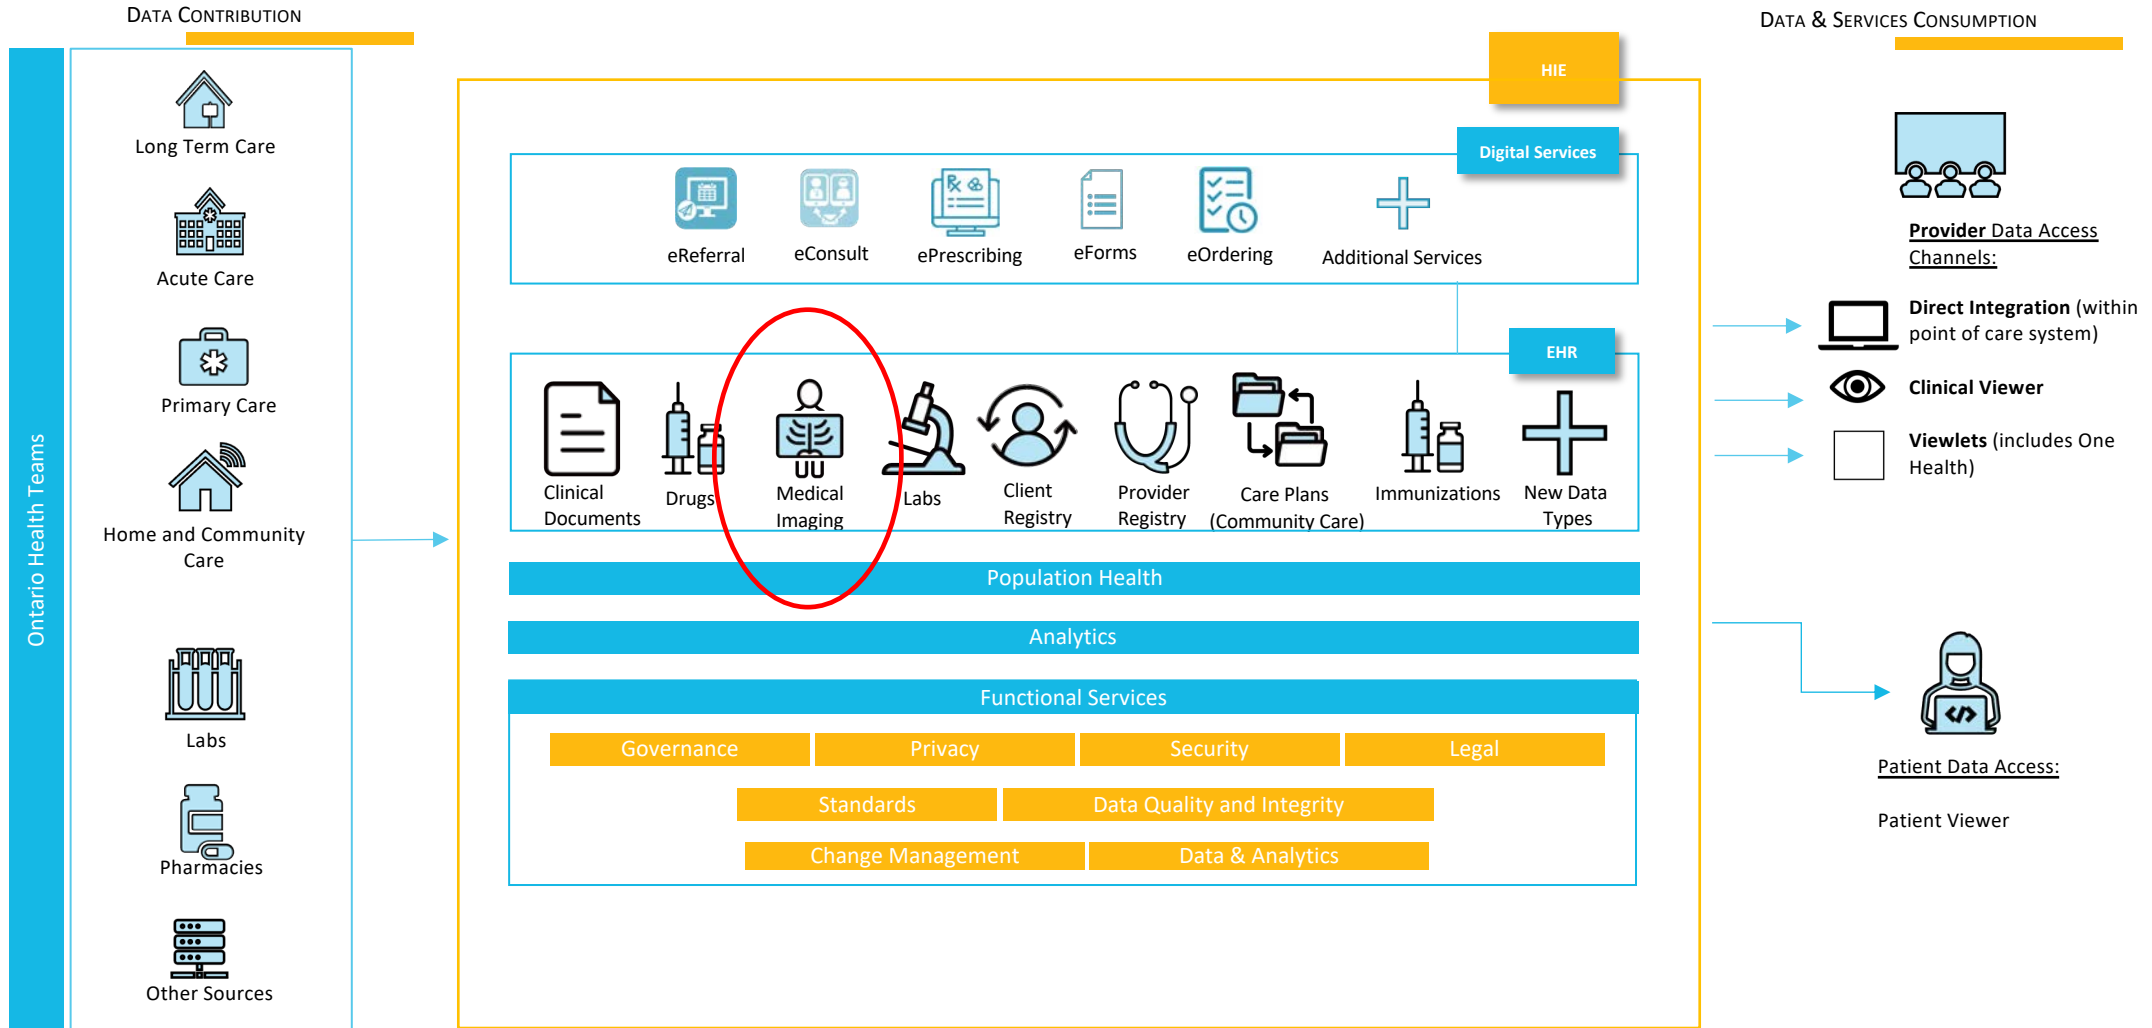 DATA CONTRIBUTION
DATA & SERVICES CONSUMPTION
Ontario Health Teams
Long Term Care
Acute Care
Primary Care
Home and Community
Care
Labs
Pharmacies
Other Sources
HIE
Digital Services
eReferral
eConsult
ePrescribing
eForms
eOrdering
Additional Services
EHR
Clinical
Documents
Drugs
Medical
Imaging
Labs
Client
Registry
Provider
Registry
Care Plans
(Community Care)
Immunizations
New Data
Types
Population Health
Analytics
Functional Services
Governance
Privacy
Security
Legal
Standards
Data Quality and Integrity
Change Management
Data & Analytics
Provider Data Access
Channels:
Direct Integration (within
point of care system)
Clinical Viewer
Viewlets (includes One
Health)
Patient Data Access:
Patient Viewer